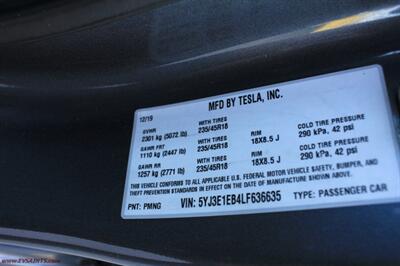 MFD BY TESLA, INC.
12/19
GVWR
2301 kg (5072 lb)
GAWR FRT
1110 kg (2447 lb)
GAWR RR
1257 kg (2771 lb)
WITH TIRES
235/45R18
WITH TIRES
235/45R18
RIM
18X8.5 J
RIM
18X8.5 J
COLD TIRE PRESSURE
290 kPa, 42 psi
COLD TIRE PRESSURE
290 kPa, 42 psi
THIS VEHICLE CONFORMS TO ALL APPLICABLE U.S. FEDERAL MOTOR VEHICLE SAFETY, BUMPER, AND
THEFT PREVENTION STANDARDS IN EFFECT ON THE DATE OF MANUFACTURE SHOWN ABOVE.
PNT: PMNG VIN: 5YJ3E1EB4LF636635 TYPE: PASSENGER CAR
www.EVSAINTS.com